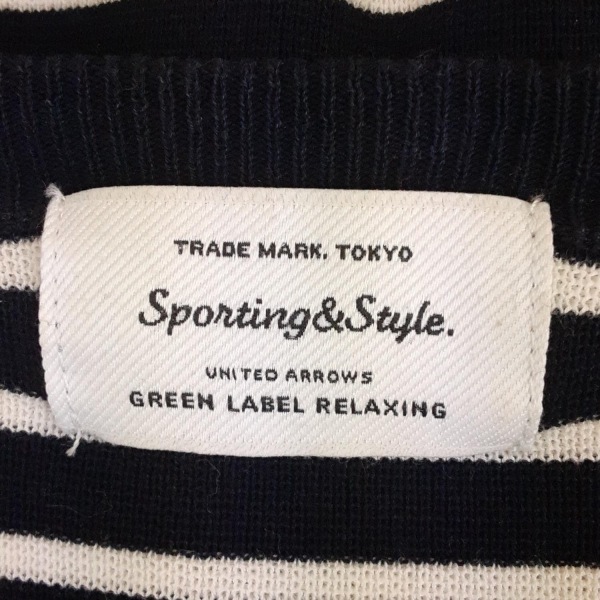 TRADE MARK. TOKYO
Sporting&Style.
UNITED ARROWS
GREEN LABEL RELAXING